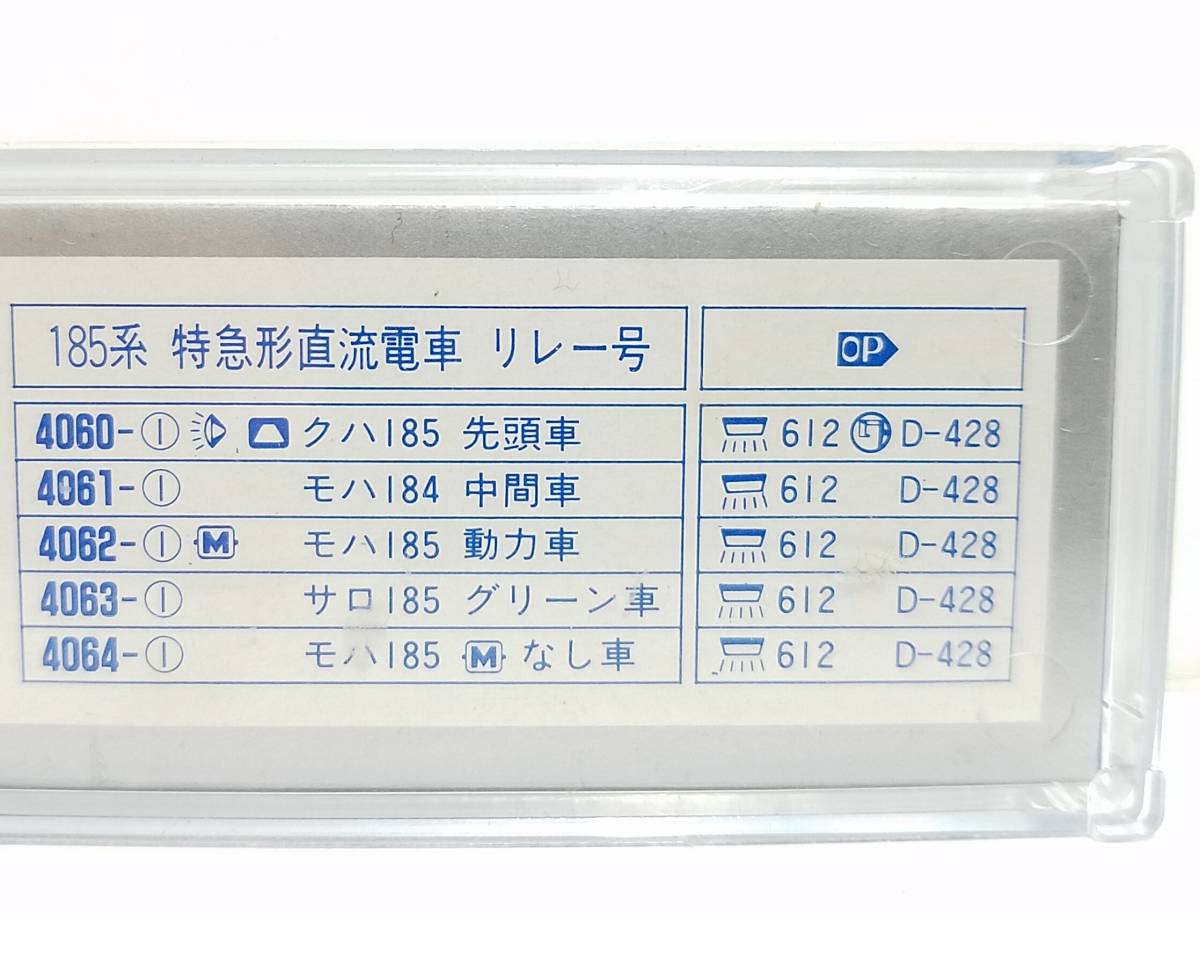 185系 特急形直流電車 リレー号 OP
4060-① クハ185 先頭車 612 D-428
4061-① モハ184 中間車 612 D-428
4062-① M モハ185 動力車 612 D-428
4063-① サロ185 グリーン車 612 D-428
4064-① モハ185 M なし車 612 D-428